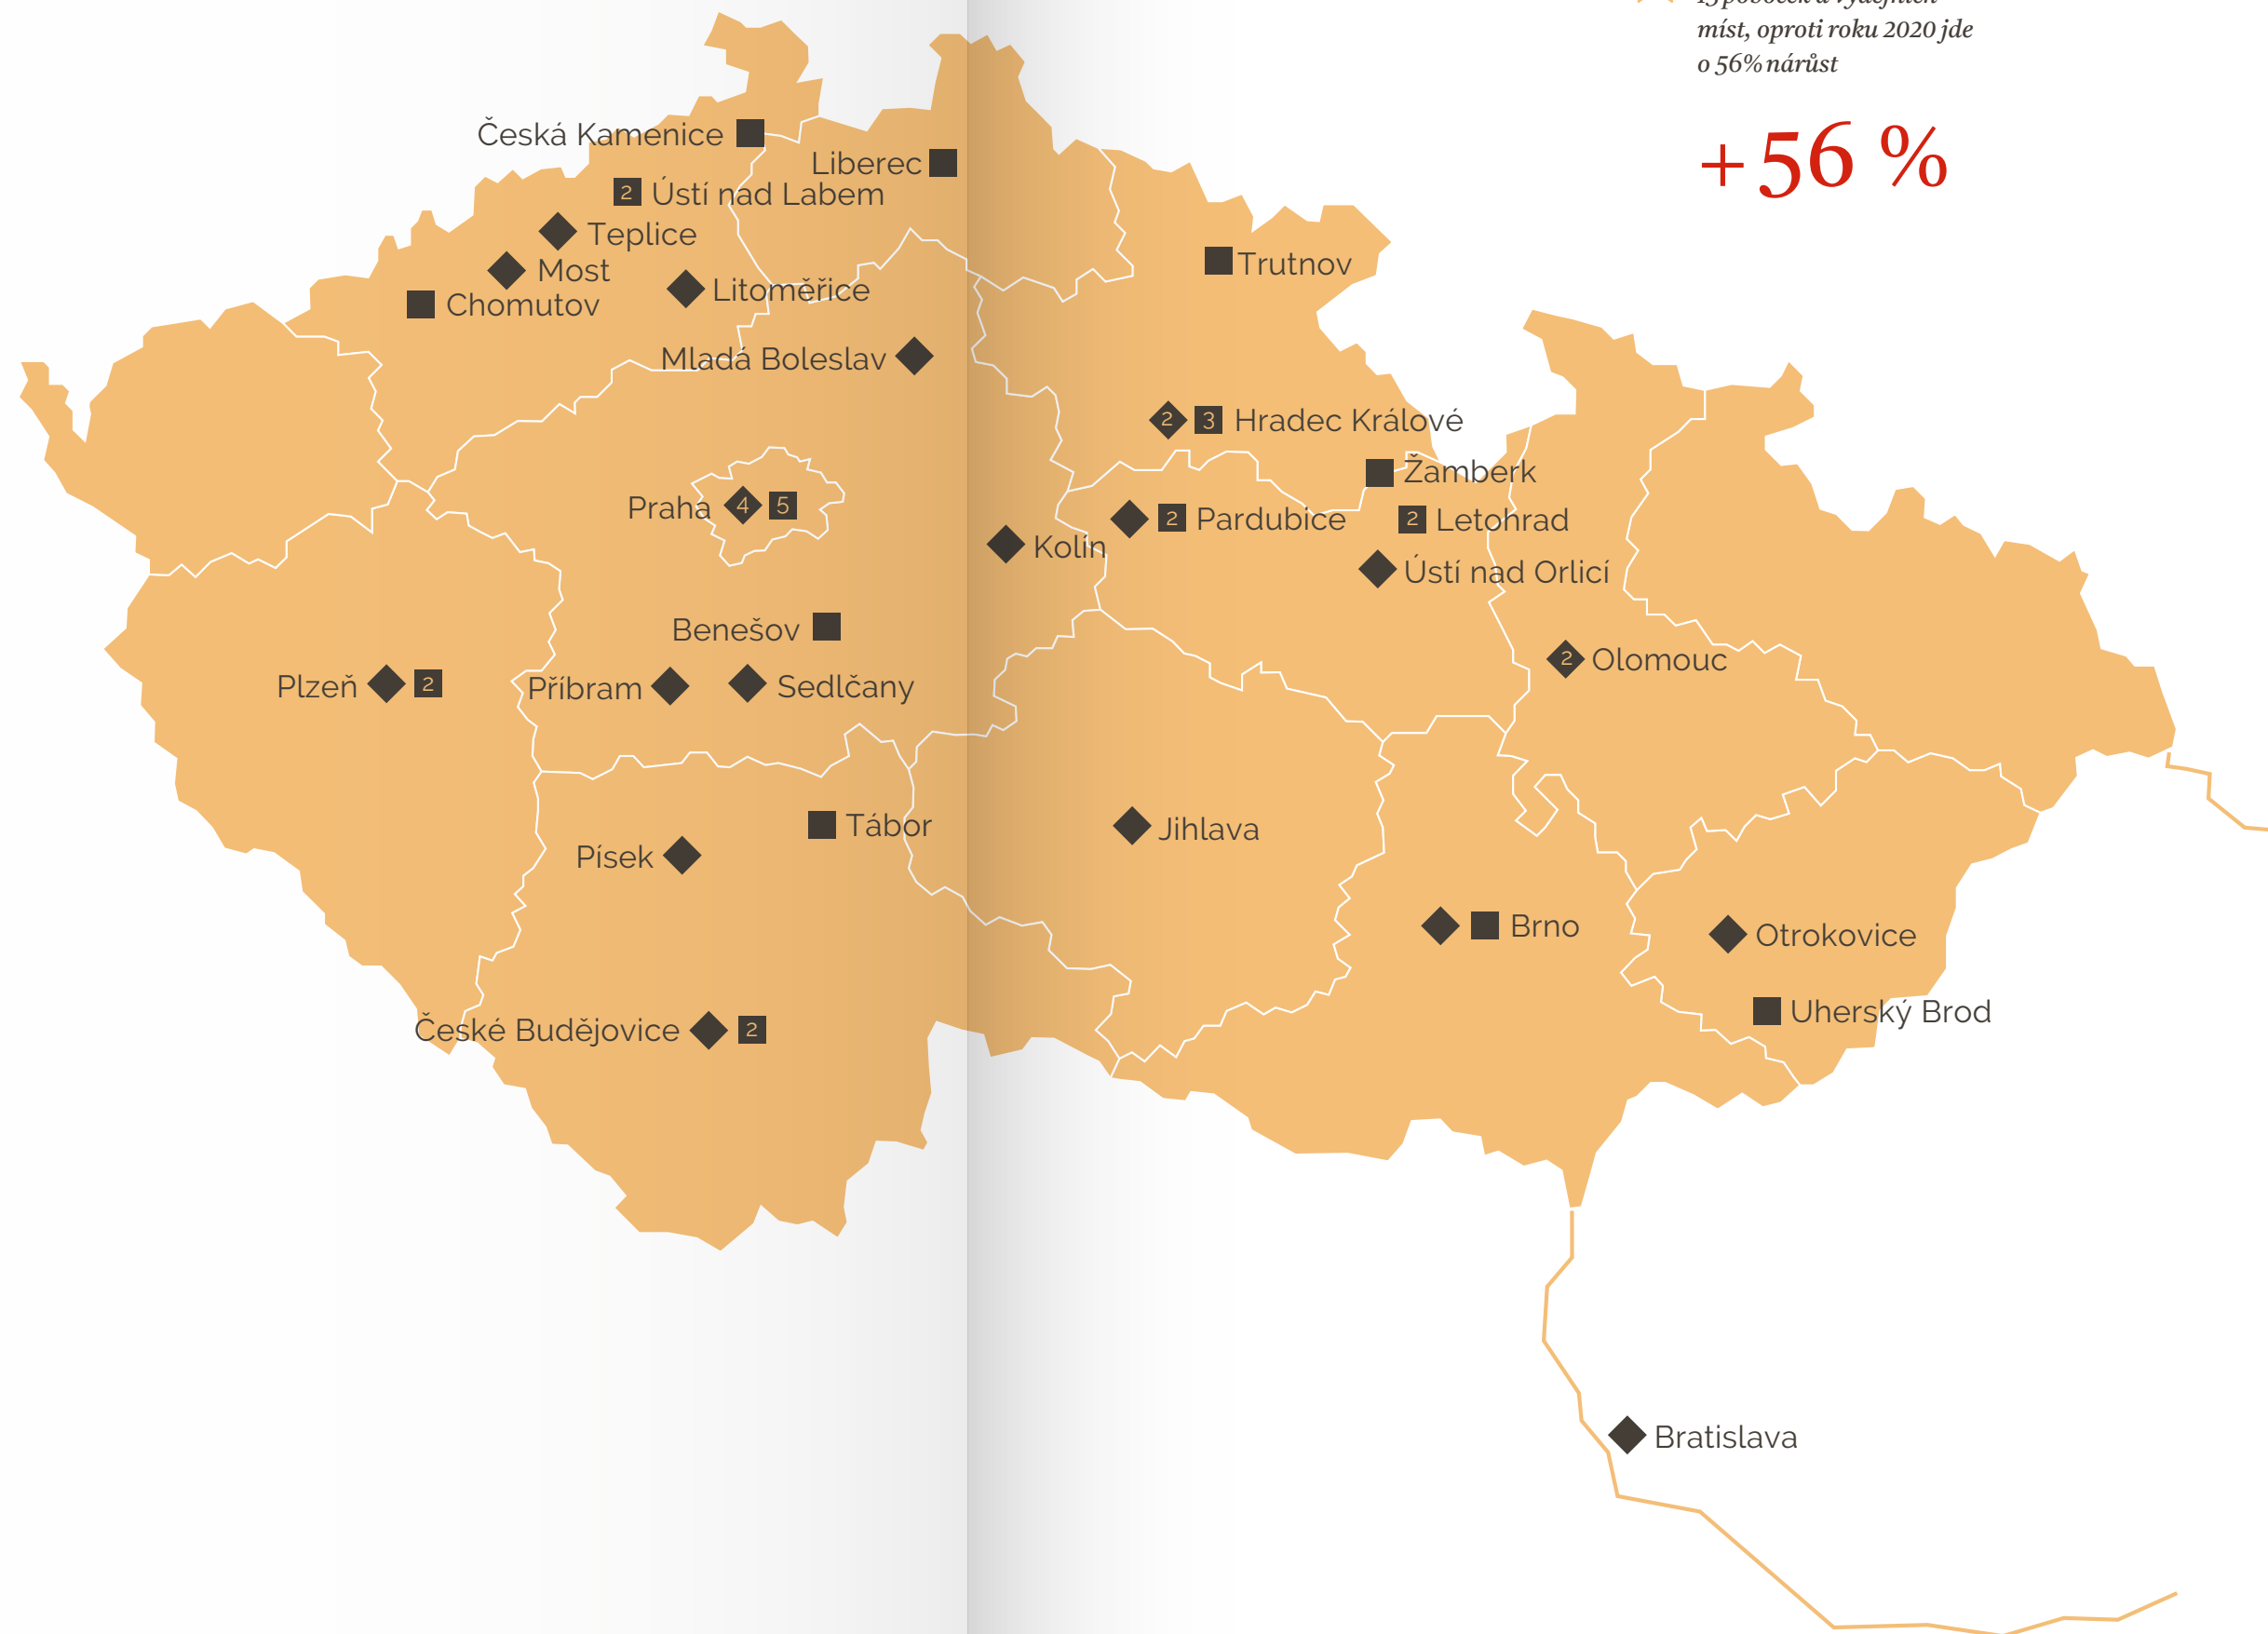 míst, oproti roku 2020 jde
o 56% nárůst
+56 %
Česká Kamenice
Liberec
2 Ústí nad Labem
Teplice
Most
Trutnov
Litoměřice
Chomutov
Mladá Boleslav
2 3 Hradec Králové
Žamberk
Praha 4 5
2 Pardubice
2 Letohrad
Kolín
Ústí nad Orlicí
Benešov
2 Olomouc
Plzeň 2
Příbram
Sedlčany
Tábor
Jihlava
Písek
Brno
Otrokovice
Uherský Brod
České Budějovice 2
Bratislava